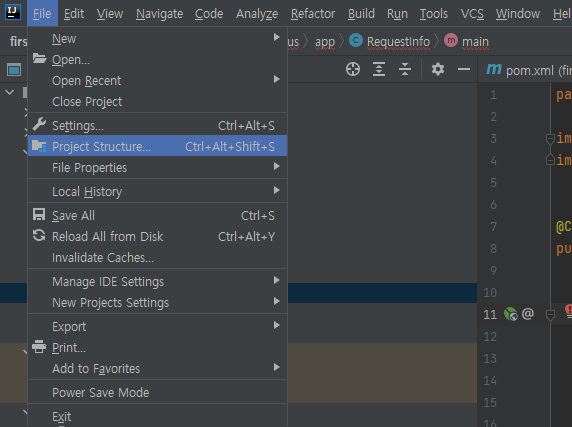 IJ File Edit View Navigate Code Analyze Refactor Build Run Tools VCS Window He
firs us app C RequestInfo m main
New
Open...
Open Recent
Close Project
Settings... Ctrl+Alt+S
Project Structure... Ctrl+Alt+Shift+S
File Properties
Local History
Save All Ctrl+S
Reload All from Disk Ctrl+Alt+Y
Invalidate Caches...
Manage IDE Settings
New Projects Settings
Export
Print...
Add to Favorites
Power Save Mode
Exit
m pom.xml (fir
1 pa
2
3 im
4 im
5
6
7 @C
8 pu
9
10
11 @
12
13
14
15
16